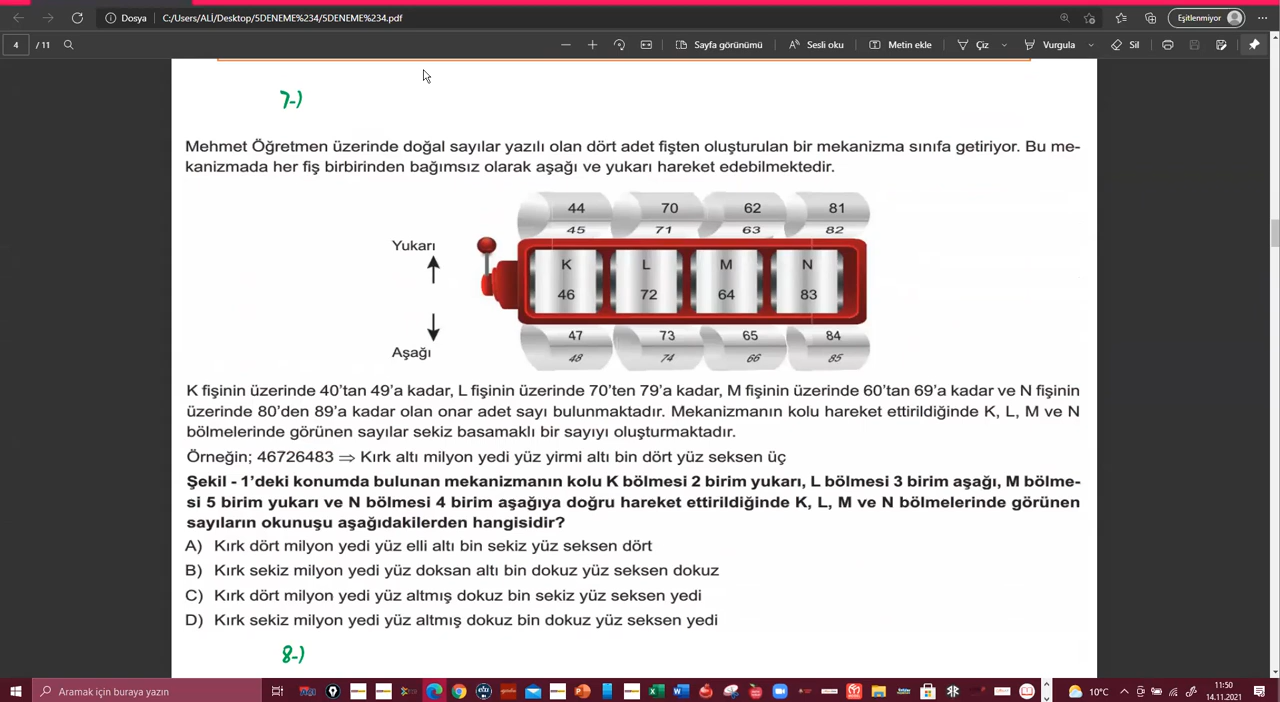 Dosya
C:/Users/ALİ/Desktop/5DENEME%234/5DENEME%234.pdf
Eşitlenmiyor
4 / 11
Sayfa görünümü
Sesli oku
Metin ekle
Çiz
Vurgula
Sil
7-)
Mehmet Öğretmen üzerinde doğal sayılar yazılı olan dört adet fişten oluşturulan bir mekanizma sınıfa getiriyor. Bu me-
kanizmada her fiş birbirinden bağımsız olarak aşağı ve yukarı hareket edebilmektedir.
44 70 62 81
45 71 63 82
Yukarı
K L M N
46 72 64 83
47 73 65 84
Aşağı
48 74 66 85
K fişinin üzerinde 40'tan 49'a kadar, L fişinin üzerinde 70'ten 79'a kadar, M fişinin üzerinde 60'tan 69'a kadar ve N fişinin
üzerinde 80'den 89'a kadar olan onar adet sayı bulunmaktadır. Mekanizmanın kolu hareket ettirildiğinde K, L, M ve N
bölmelerinde görünen sayılar sekiz basamaklı bir sayıyı oluşturmaktadır.
Örneğin; 46726483 ⇒ Kırk altı milyon yedi yüz yirmi altı bin dört yüz seksen üç
Şekil - 1'deki konumda bulunan mekanizmanın kolu K bölmesi 2 birim yukarı, L bölmesi 3 birim aşağı, M bölme-
si 5 birim yukarı ve N bölmesi 4 birim aşağıya doğru hareket ettirildiğinde K, L, M ve N bölmelerinde görünen
sayıların okunuşu aşağıdakilerden hangisidir?
A) Kırk dört milyon yedi yüz elli altı bin sekiz yüz seksen dört
B) Kırk sekiz milyon yedi yüz doksan altı bin dokuz yüz seksen dokuz
C) Kırk dört milyon yedi yüz altmış dokuz bin sekiz yüz seksen yedi
D) Kırk sekiz milyon yedi yüz altmış dokuz bin dokuz yüz seksen yedi
8-)
Aramak için buraya yazın
10°C
11:50
14.11.2021